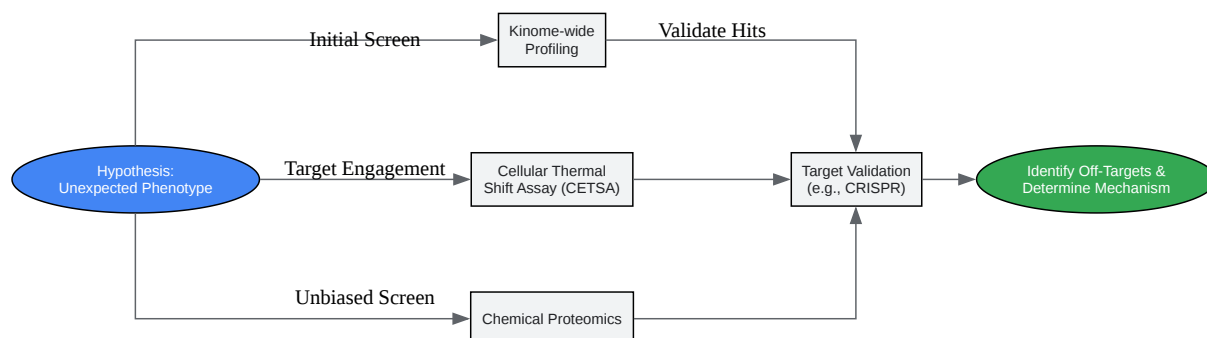 Initial Screen
Kinome-wide
Profiling
Validate Hits
Hypothesis:
Unexpected Phenotype
Target Engagement
Cellular Thermal
Shift Assay (CETSA)
Target Validation
(e.g., CRISPR)
Identify Off-Targets &
Determine Mechanism
Unbiased Screen
Chemical Proteomics